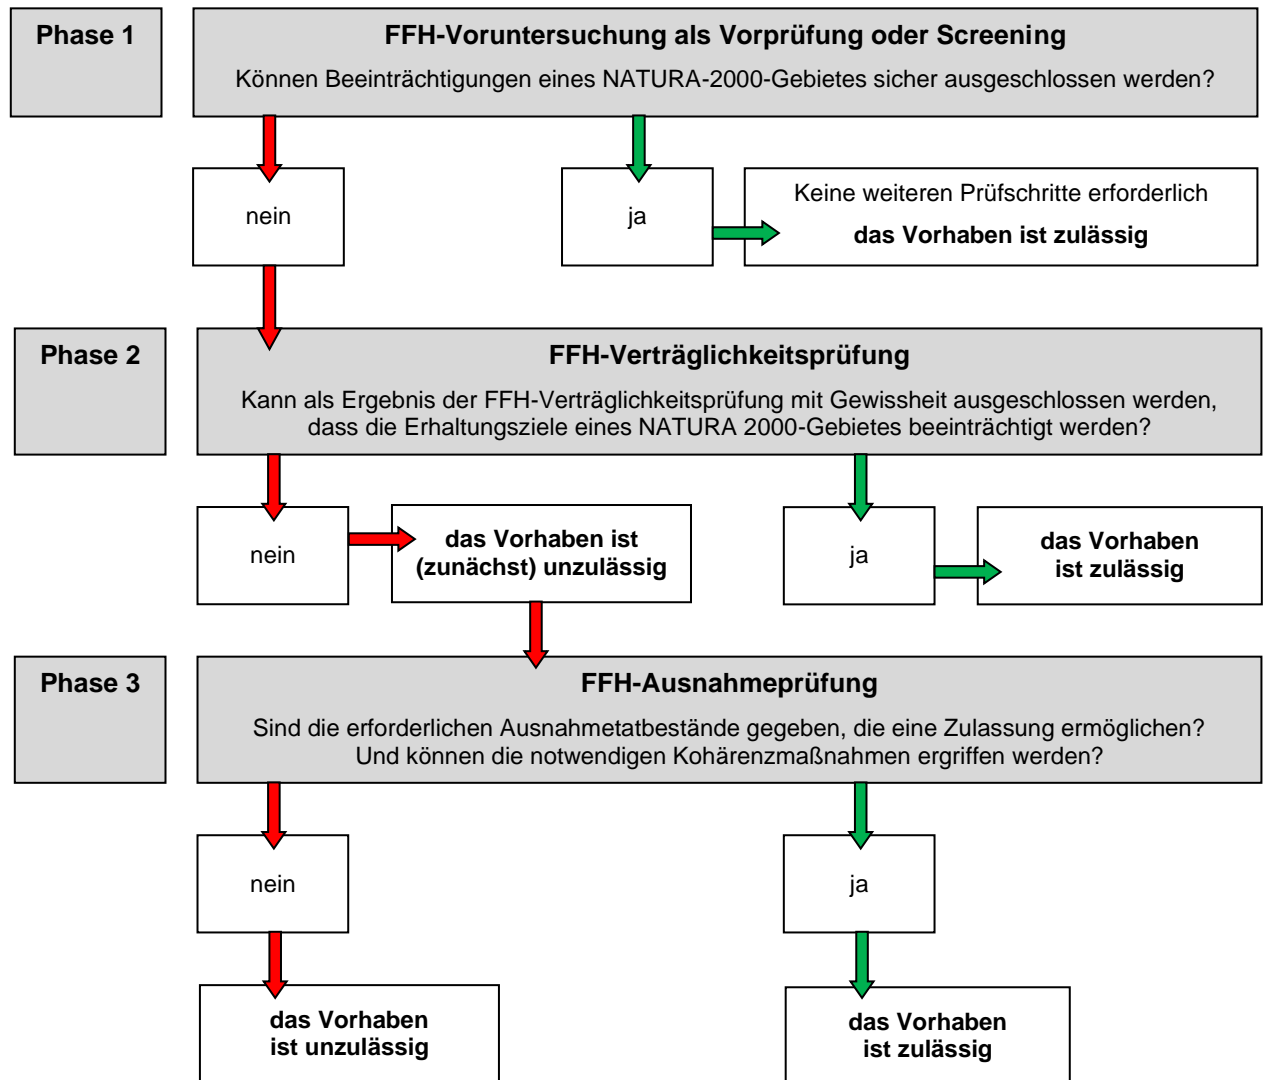 Phase 1
FFH-Voruntersuchung als Vorprüfung oder Screening
Können Beeinträchtigungen eines NATURA-2000-Gebietes sicher ausgeschlossen werden?
nein
ja
Keine weiteren Prüfschritte erforderlich
das Vorhaben ist zulässig
Phase 2
FFH-Verträglichkeitsprüfung
Kann als Ergebnis der FFH-Verträglichkeitsprüfung mit Gewissheit ausgeschlossen werden,
dass die Erhaltungsziele eines NATURA 2000-Gebietes beeinträchtigt werden?
nein
das Vorhaben ist
(zunächst) unzulässig
ja
das Vorhaben
ist zulässig
Phase 3
FFH-Ausnahmeprüfung
Sind die erforderlichen Ausnahmetatbestände gegeben, die eine Zulassung ermöglichen?
Und können die notwendigen Kohärenzmaßnahmen ergriffen werden?
nein
ja
das Vorhaben
ist unzulässig
das Vorhaben
ist zulässig